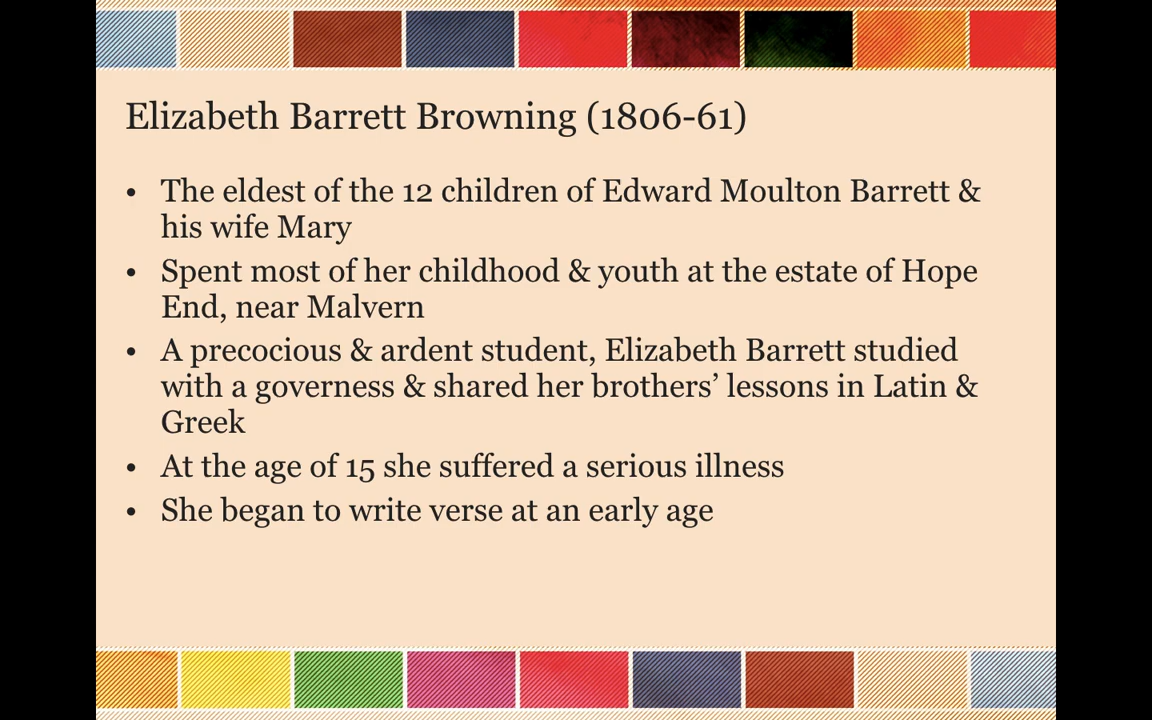 Elizabeth Barrett Browning (1806-61)
• The eldest of the 12 children of Edward Moulton Barrett &
his wife Mary
• Spent most of her childhood & youth at the estate of Hope
End, near Malvern
• A precocious & ardent student, Elizabeth Barrett studied
with a governess & shared her brothers’ lessons in Latin &
Greek
• At the age of 15 she suffered a serious illness
• She began to write verse at an early age